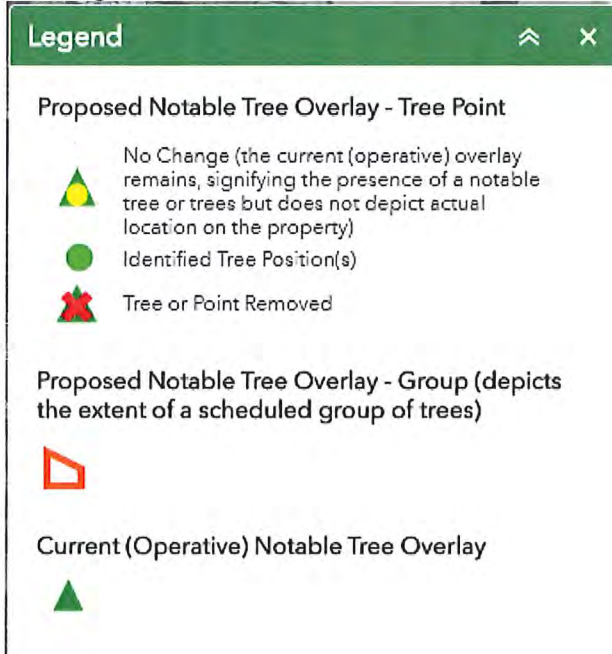 Legend
Proposed Notable Tree Overlay - Tree Point
No Change (the current (operative) overlay
remains, signifying the presence of a notable
tree or trees but does not depict actual
location on the property)
Identified Tree Position(s)
Tree or Point Removed
Proposed Notable Tree Overlay - Group (depicts
the extent of a scheduled group of trees)
Current (Operative) Notable Tree Overlay